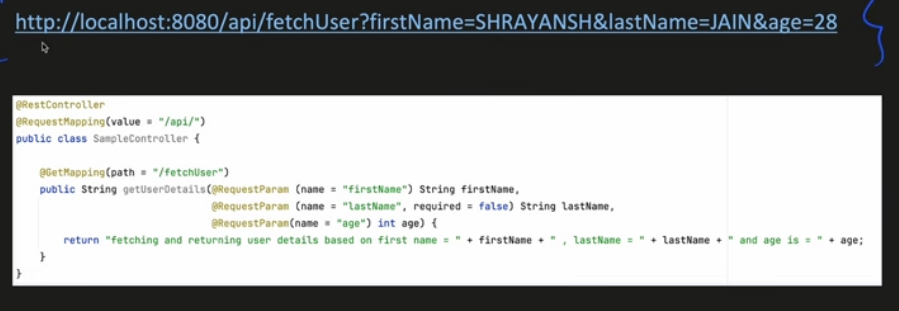 http://localhost:8080/api/fetchUser?firstName=SHRAYANSH&lastName=JAIN&age=28
@RestController
@RequestMapping(value = "/api/")
public class SampleController {
@GetMapping(path = "/fetchUser")
public String getUserDetails(@RequestParam (name = "firstName") String firstName,
@RequestParam (name = "lastName", required = false) String lastName,
@RequestParam(name = "age") int age) {
return "fetching and returning user details based on first name = " + firstName + " , lastName = " + lastName + " and age is = " + age;
}
}